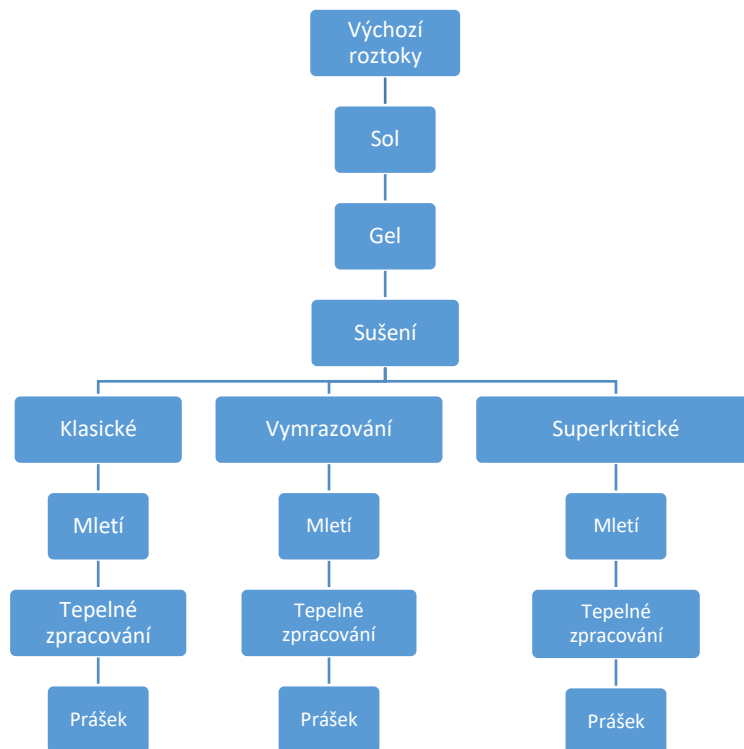 Výchozí
roztoky
Sol
Gel
Sušení
Klasické
Vymrazování
Superkritické
Mletí
Mletí
Mletí
Tepelné
zpracování
Tepelné
zpracování
Tepelné
zpracování
Prášek
Prášek
Prášek